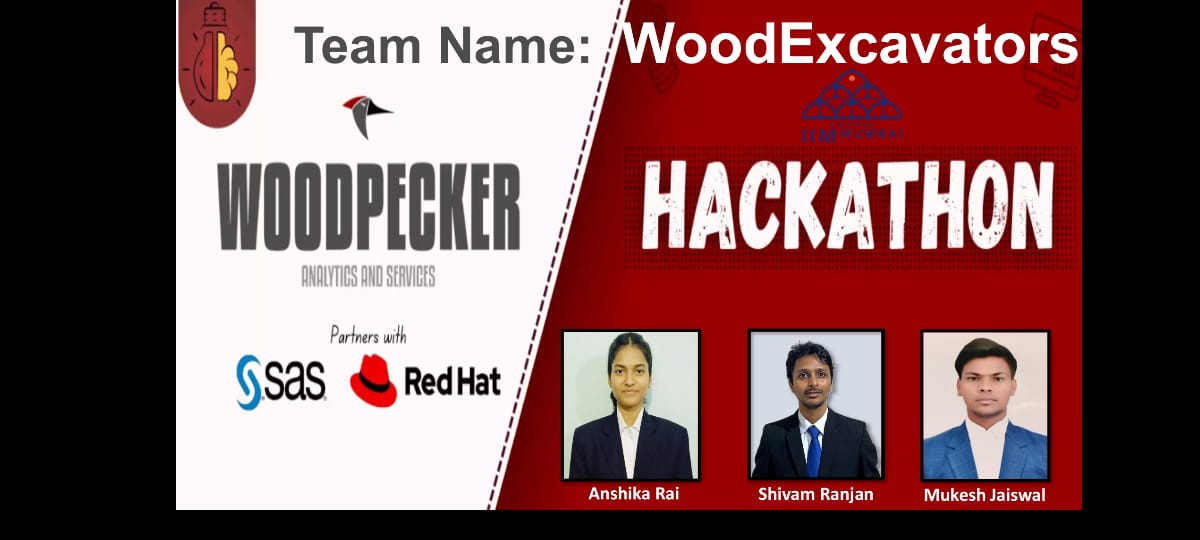 Team Name: WoodExcavators
WOODPECKER
ANALYTICS AND SERVICES
Partners with
sas
Red Hat
IIM MUMBAI
HACKATHON
Anshika Rai
Shivam Ranjan
Mukesh Jaiswal